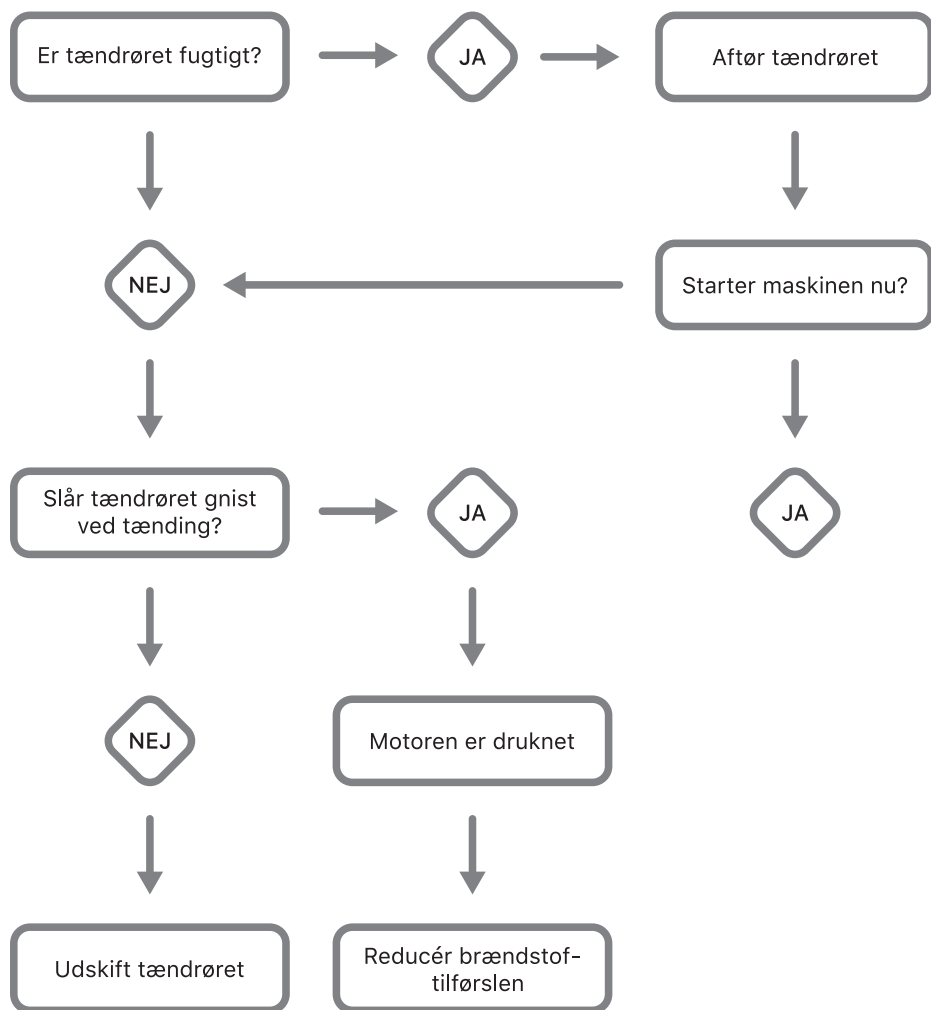 Er tændrøret fugtigt?
JA
Aftør tændrøret
NEJ
Starter maskinen nu?
Slår tændrøret gnist
ved tænding?
JA
JA
NEJ
Motoren er druknet
Udskift tændrøret
Reducér brændstof-
tilførslen